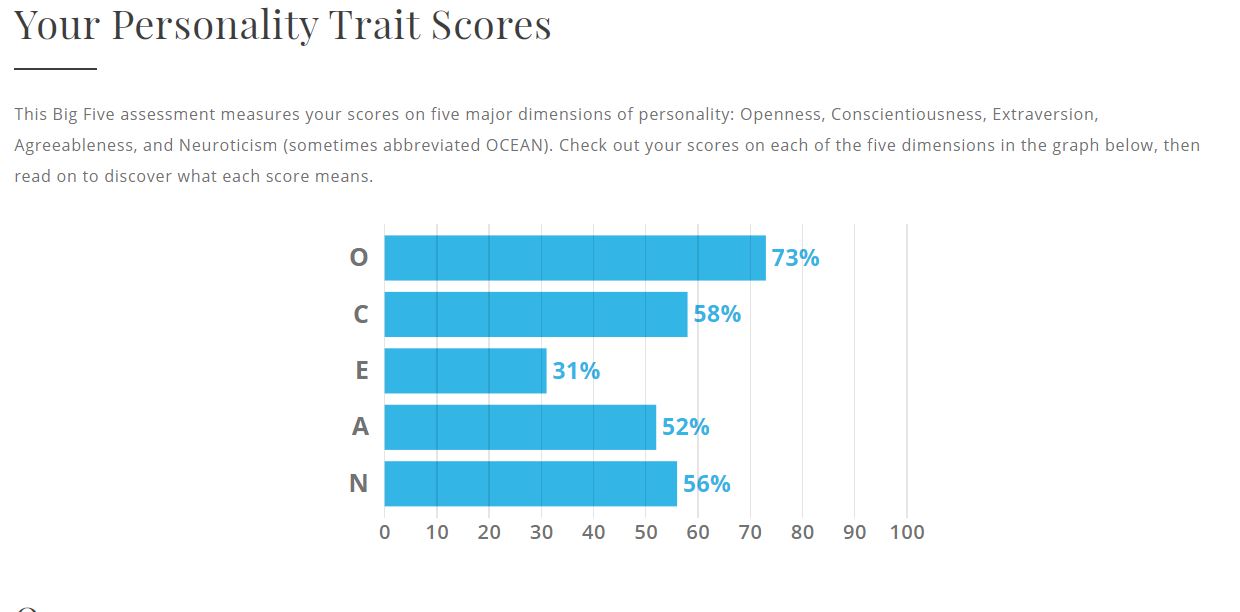 Your Personality Trait Scores
This Big Five assessment measures your scores on five major dimensions of personality: Openness, Conscientiousness, Extraversion,
Agreeableness, and Neuroticism (sometimes abbreviated OCEAN). Check out your scores on each of the five dimensions in the graph below, then
read on to discover what each score means.
O 73%
C 58%
E 31%
A 52%
N 56%
0 10 20 30 40 50 60 70 80 90 100